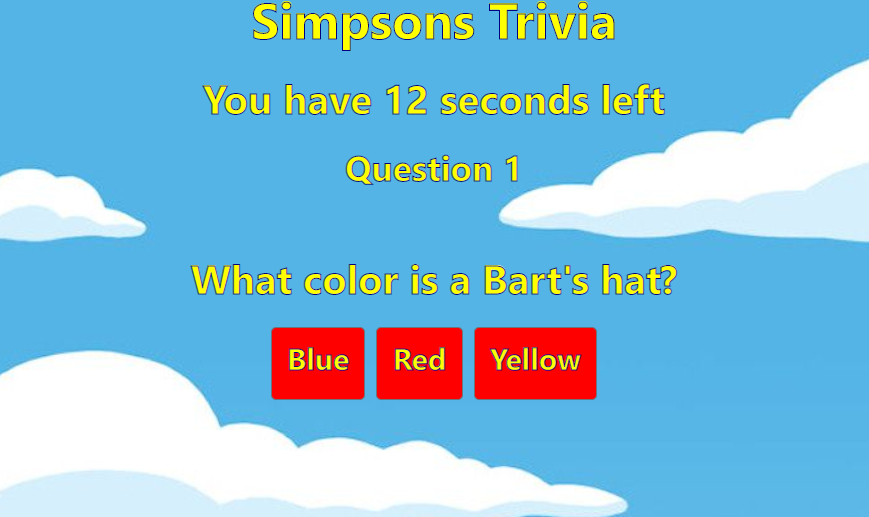 Simpsons Trivia
You have 12 seconds left
Question 1
What color is a Bart's hat?
Blue Red Yellow